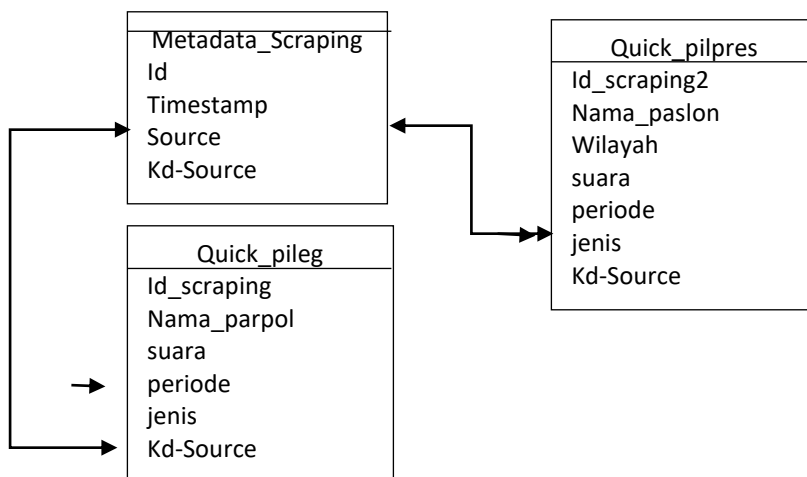 Metadata_Scraping
Id
Timestamp
Source
Kd-Source
Quick_pilpres
Id_scraping2
Nama_paslon
Wilayah
suara
periode
jenis
Kd-Source
Quick_pileg
Id_scraping
Nama_parpol
suara
periode
jenis
Kd-Source